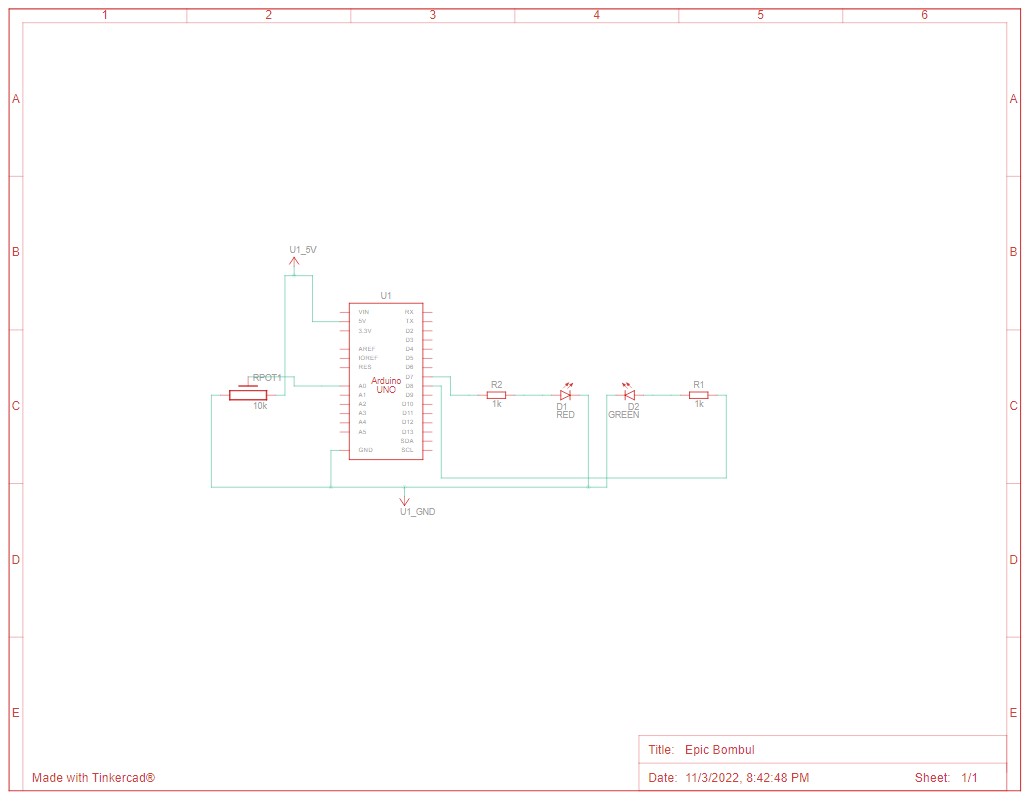 1 2 3 4 5 6
A A
U1_5V
B B
U1
VIN RX
5V TX
3.3V D2
D3
AREF D4
IOREF D5
RES D6
D7
RPOT1
A0 D8
Arduino
UNO
R2
R1
A1 D9
C C
10k
A2 D10
1k
1k
D1
RED
D2
GREEN
A3 D11
A4 D12
A5 D13
SDA
GND SCL
U1_GND
D D
E E
Title: Epic Bombul
Made with Tinkercad®
Date: 11/3/2022, 8:42:48 PM Sheet: 1/1